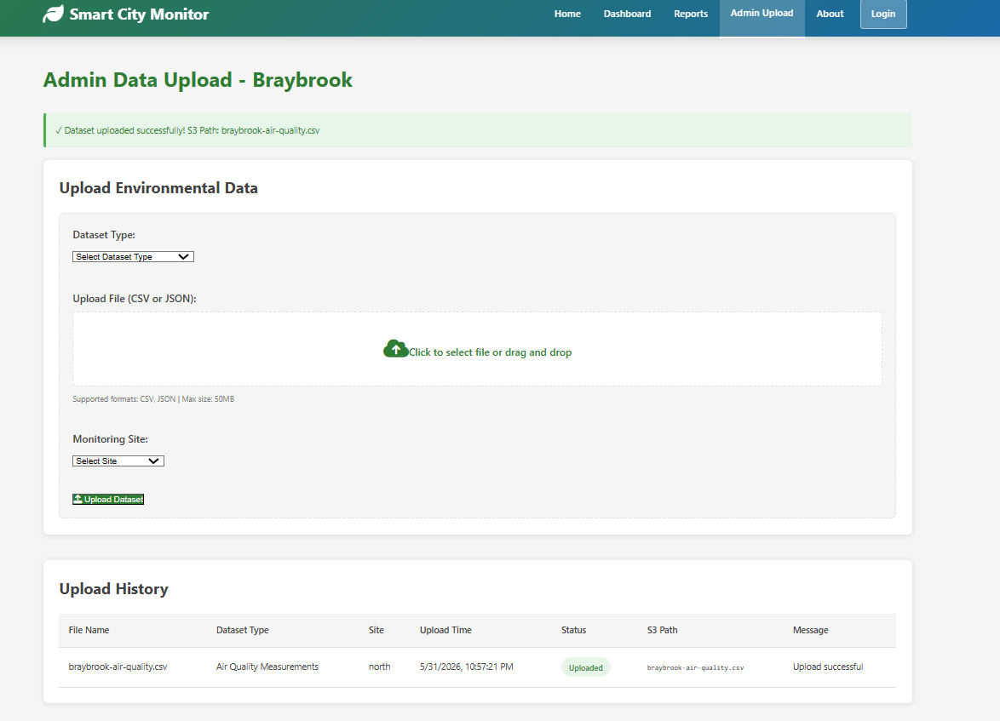 Smart City Monitor
Home Dashboard Reports Admin Upload About Login
Admin Data Upload - Braybrook
✓ Dataset uploaded successfully! S3 Path: braybrook-air-quality.csv
Upload Environmental Data
Dataset Type:
Select Dataset Type
Upload File (CSV or JSON):
Click to select file or drag and drop
Supported formats: CSV, JSON | Max size: 50MB
Monitoring Site:
Select Site
Upload Dataset
Upload History
File Name Dataset Type Site Upload Time Status S3 Path Message
braybrook-air-quality.csv Air Quality Measurements north 5/31/2026, 10:57:21 PM Uploaded braybrook-air-quality.csv Upload successful